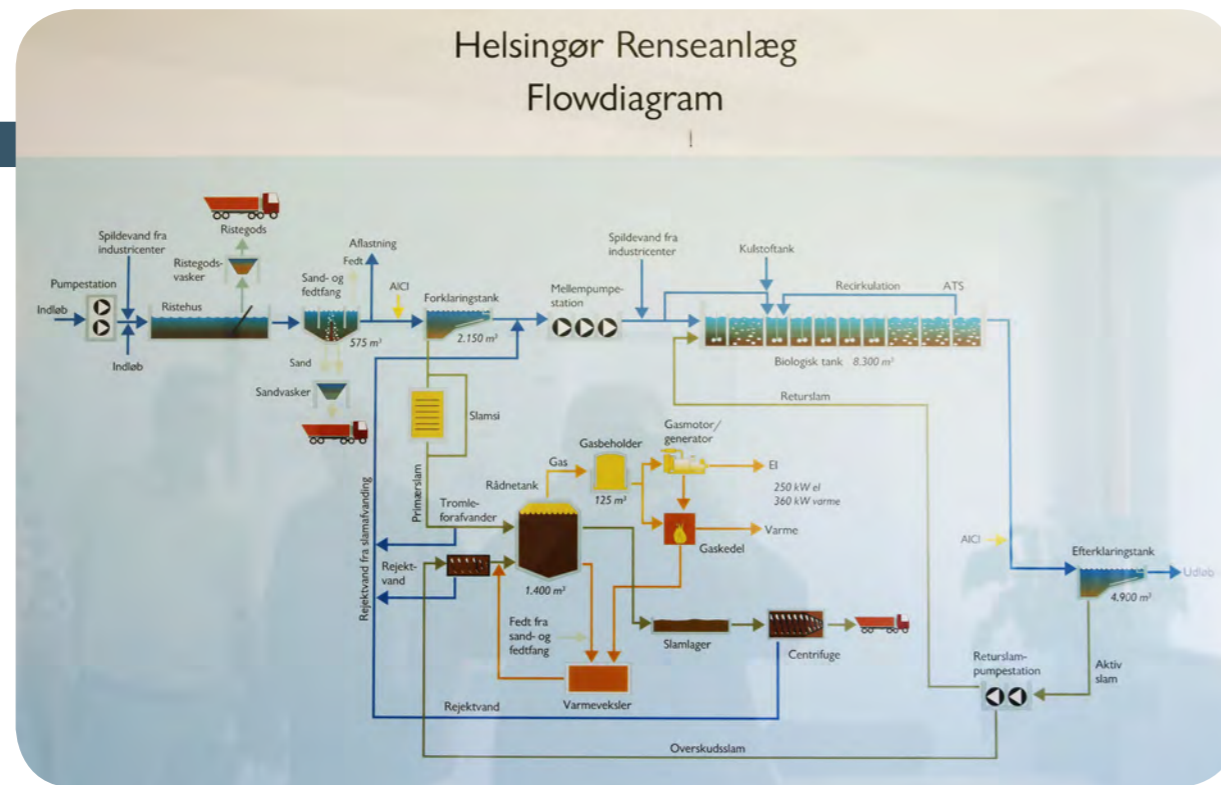 Helsingør Renseanlæg
Flowdiagram
Ristegods
Spildevand fra
industricenter
Ristegods-
vasker
Aflastning
Fedt
Spildevand fra
industricenter
Kulstoftank
Pumpestation
Sand- og
fedtfang
AlCl
Forklaringstank
Mellempumpe-
station
Recirkulation
ATS
Indløb
Ristehus
575 m³
2.150 m³
Indløb
Biologisk tank 8.300 m³
Sand
Sandvasker
Returslam
Slamsi
Gasmotor/
generator
Gasbeholder
Gas
El
250 kW el
360 kW varme
125 m³
Rådnetank
Primærslam
Tromle-
forafvander
Varme
Gaskedel
AlCl
Efterklaringstank
Udløb
4.900 m³
Rejektvand fra slamafvanding
Rejekt-
vand
1.400 m³
Fedt fra
sand- og
fedtfang
Slamlager
Centrifuge
Returslam-
pumpestation
Aktiv
slam
Varmeveksler
Rejektvand
Overskudsslam